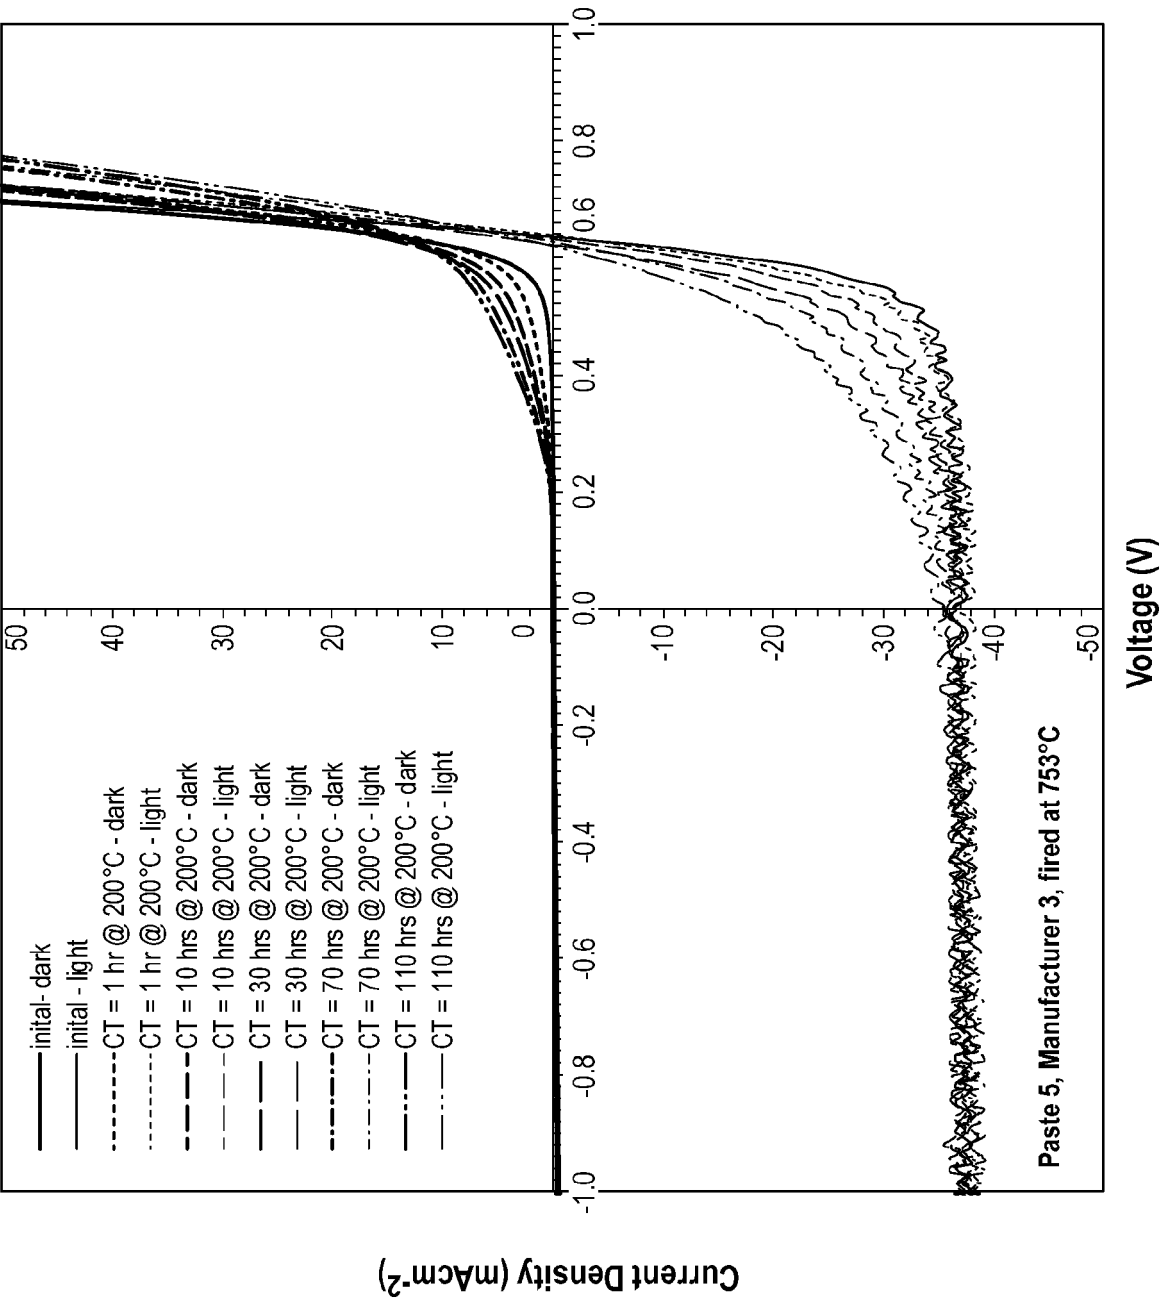 inital- dark
inital - light
CT = 1 hr @ 200°C - dark
CT = 1 hr @ 200°C - light
CT = 10 hrs @ 200°C - dark
CT = 10 hrs @ 200°C - light
CT = 30 hrs @ 200°C - dark
CT = 30 hrs @ 200°C - light
CT = 70 hrs @ 200°C - dark
CT = 70 hrs @ 200°C - light
CT = 110 hrs @ 200°C - dark
CT = 110 hrs @ 200°C - light
50
40
30
20
10
0
-10
-20
-30
-40
-50
-1.0
-0.8
-0.6
-0.4
-0.2
0.0
0.2
0.4
0.6
0.8
1.0
Paste 5, Manufacturer 3, fired at 753°C
Voltage (V)
Current Density (mAcm-2)